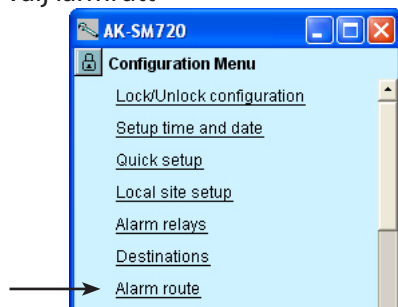 AK-SM720
Configuration Menu
Lock/Unlock configuration
Setup time and date
Quick setup
Local site setup
Alarm relays
Destinations
Alarm route